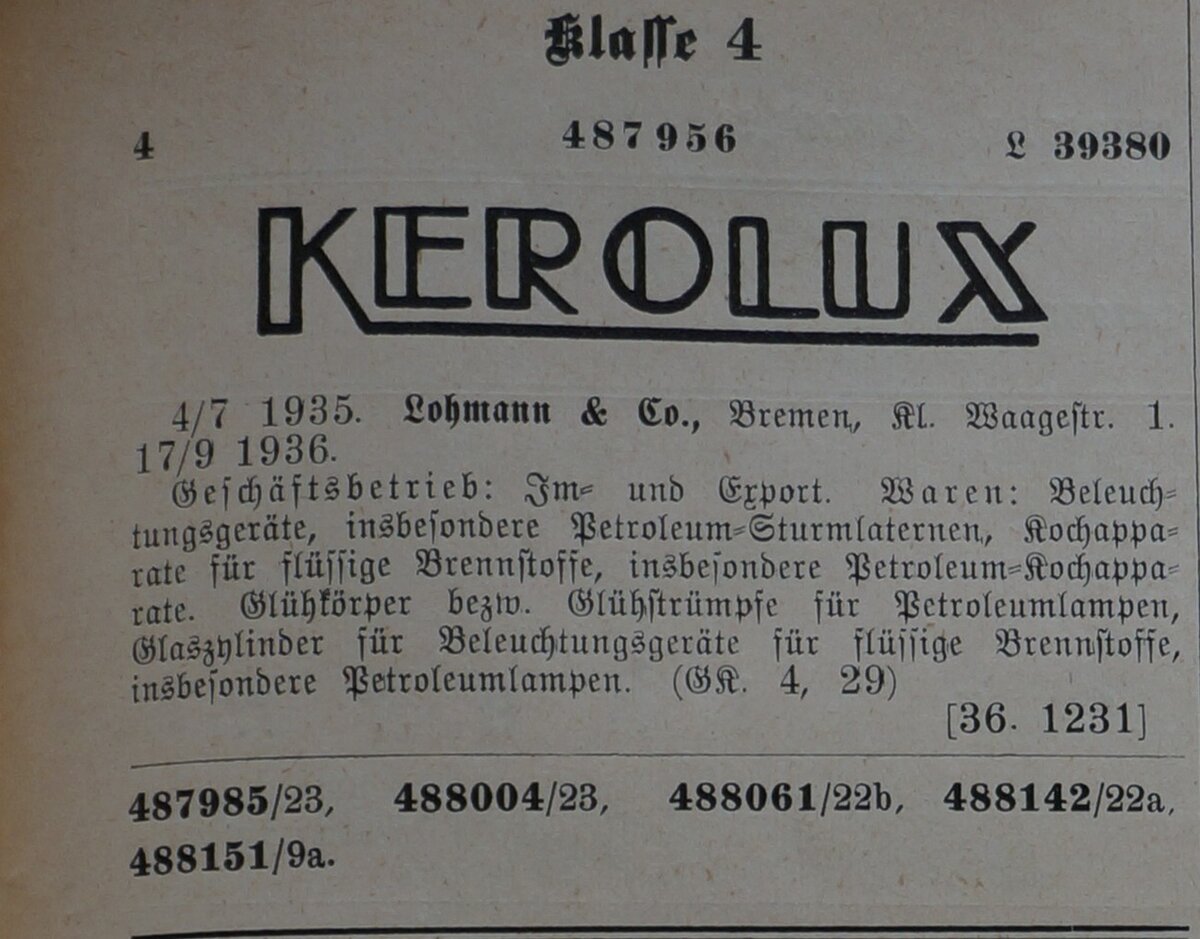 Klasse 4
4 487956 L 39380
KEROLUX
4/7 1935. Lohmann & Co., Bremen, Kl. Waagestr. 1.
17/9 1936.
Geschäftsbetrieb: Im- und Export. Waren: Beleuch-
tungsgeräte, insbesondere Petroleum-Sturmlaternen, Kochappa-
rate für flüssige Brennstoffe, insbesondere Petroleum-Kochappa-
rate. Glühkörper bezw. Glühstrümpfe für Petroleumlampen,
Glaszylinder für Beleuchtungsgeräte für flüssige Brennstoffe,
insbesondere Petroleumlampen. (GK. 4, 29)
[36. 1231]
487985/23, 488004/23, 488061/22b, 488142/22a,
488151/9a.